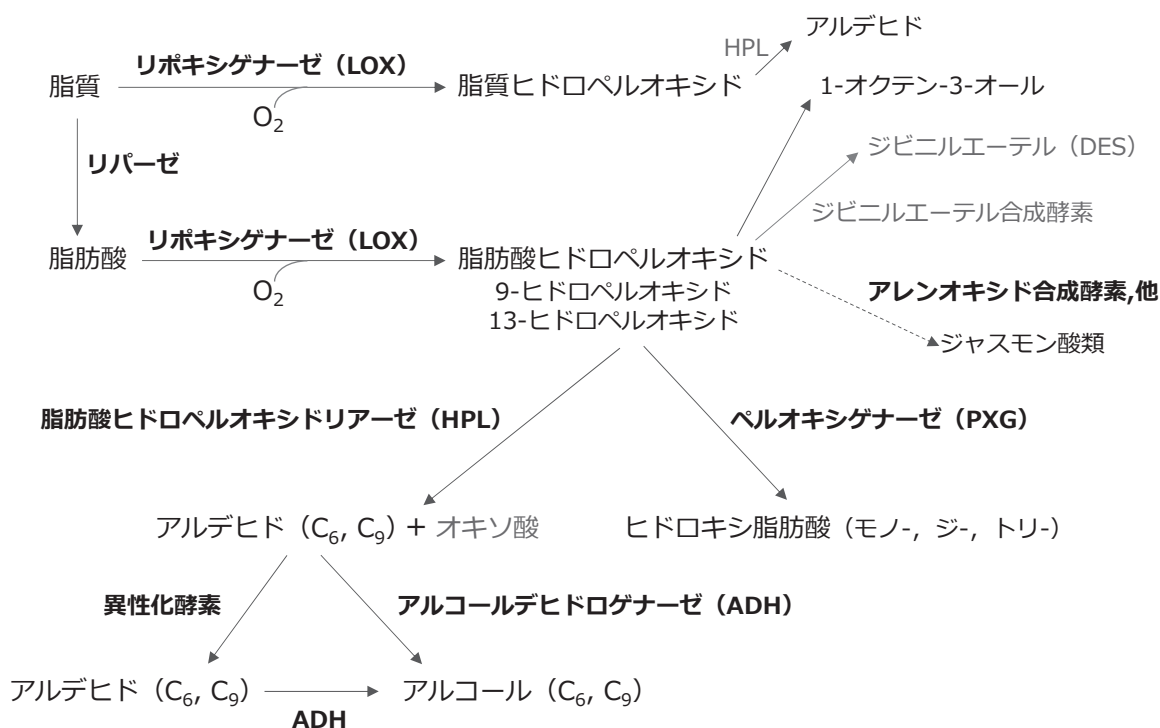 アルデヒド
HPL
リポキシゲナーゼ（LOX）
脂質
脂質ヒドロペルオキシド
1-オクテン-3-オール
O2
ジビニルエーテル（DES）
リパーゼ
ジビニルエーテル合成酵素
リポキシゲナーゼ（LOX）
脂肪酸
脂肪酸ヒドロペルオキシド
O2
9-ヒドロペルオキシド
13-ヒドロペルオキシド
アレンオキシド合成酵素,他
ジャスモン酸類
脂肪酸ヒドロペルオキシドリアーゼ（HPL）
ペルオキシゲナーゼ（PXG）
アルデヒド（C6, C9）+ オキソ酸
ヒドロキシ脂肪酸（モノ-, ジ-, トリ-）
異性化酵素
アルコールデヒドロゲナーゼ（ADH）
アルデヒド（C6, C9）
アルコール（C6, C9）
ADH